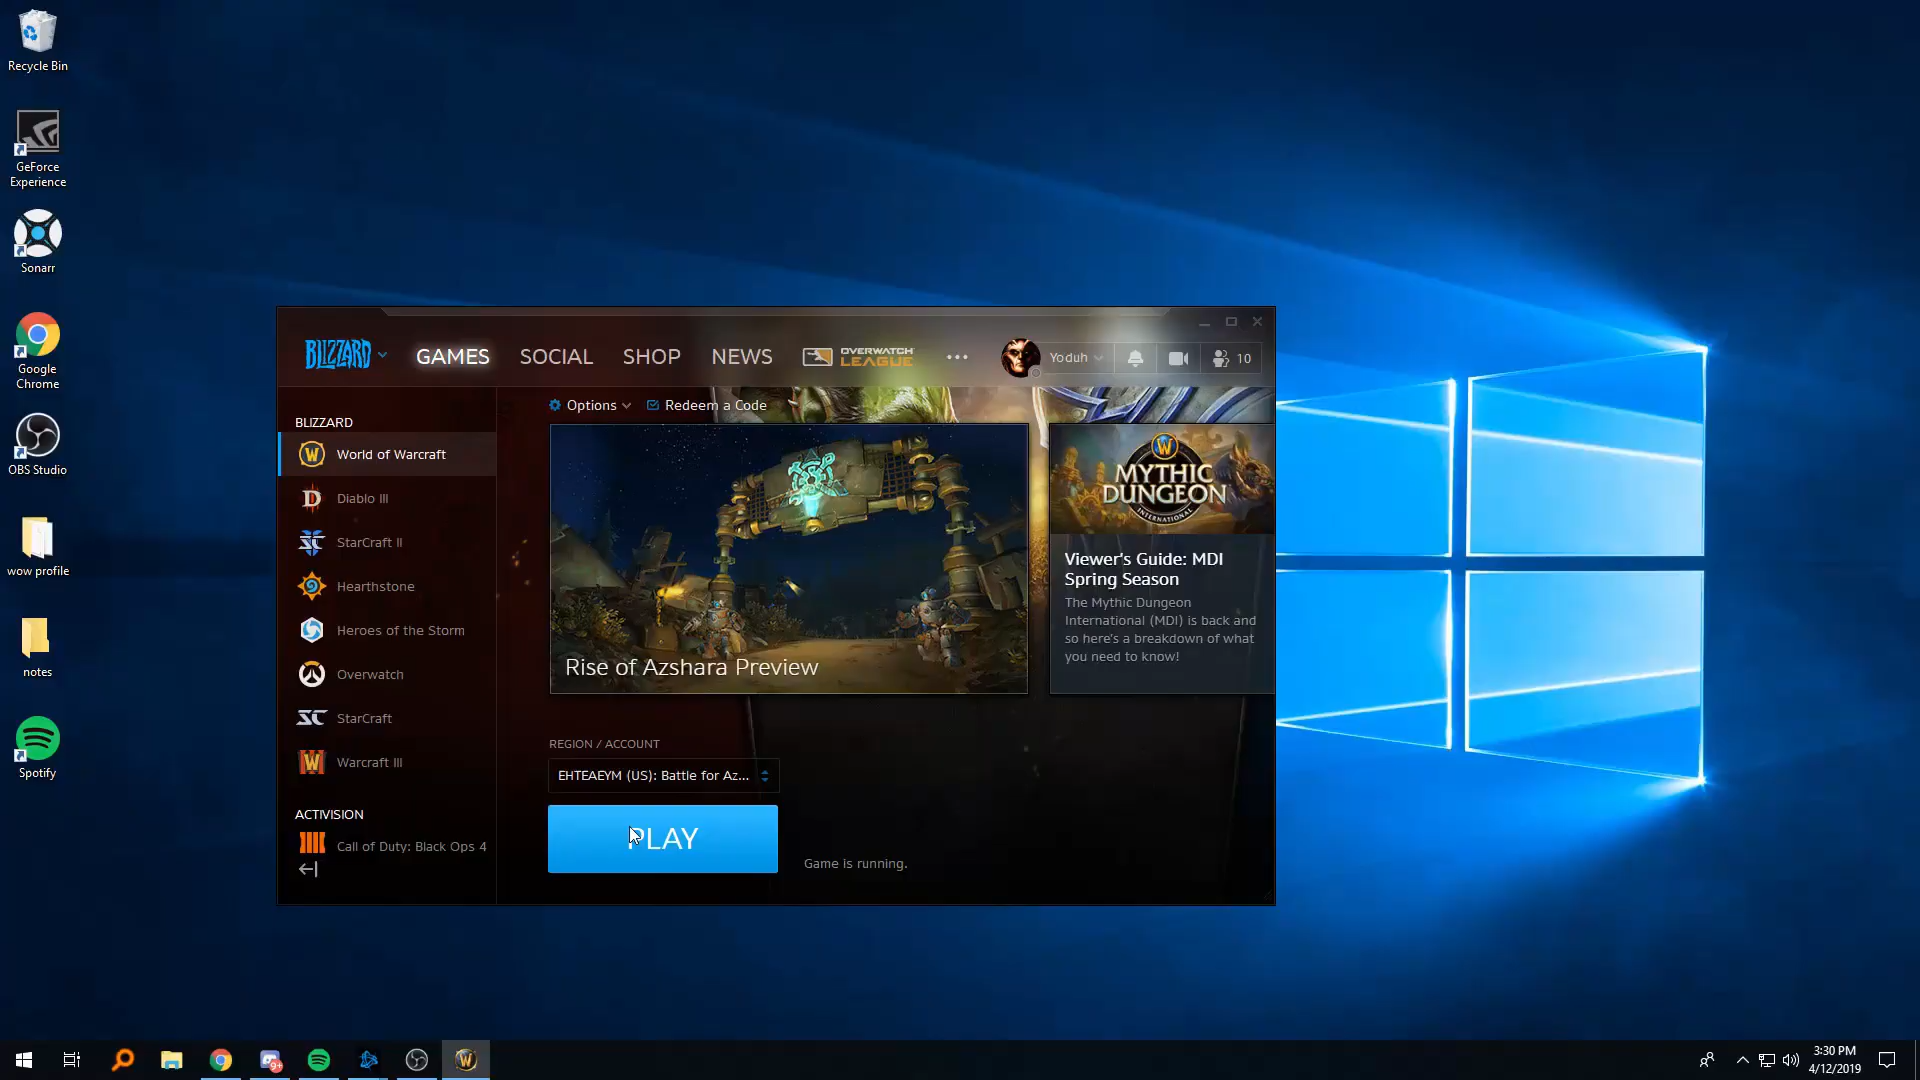 Recycle Bin
GeForce
Experience
Sonarr
Google
Chrome
OBS Studio
wow profile
notes
Spotify
BLIZZARD
GAMES
SOCIAL
SHOP
NEWS
OVERWATCH
LEAGUE
Yoduh
10
BLIZZARD
World of Warcraft
Diablo III
StarCraft II
Hearthstone
Heroes of the Storm
Overwatch
StarCraft
Warcraft III
ACTIVISION
Call of Duty: Black Ops 4
Options
Redeem a Code
Rise of Azshara Preview
MYTHIC
DUNGEON
INTERNATIONAL
Viewer's Guide: MDI
Spring Season
The Mythic Dungeon
International (MDI) is back and
so here's a breakdown of what
you need to know!
REGION / ACCOUNT
EHTEAEYM (US): Battle for Az...
PLAY
Game is running.
9+
3:30 PM
4/12/2019